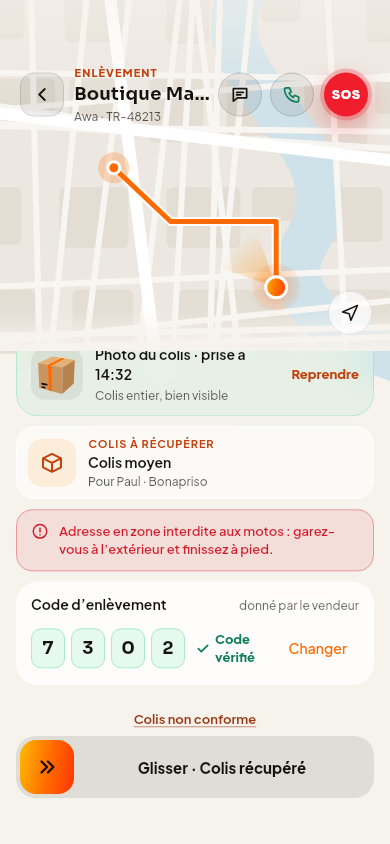 ENLÈVEMENT
Boutique Ma...
Awa · TR-48213
SOS
Photo du colis · prise à
14:32
Colis entier, bien visible
Reprendre
COLIS À RÉCUPÉRER
Colis moyen
Pour Paul · Bonapriso
Adresse en zone interdite aux motos : garez-
vous à l’extérieur et finissez à pied.
Code d’enlèvement
donné par le vendeur
7 3 0 2
Code
vérifié
Changer
Colis non conforme
Glisser · Colis récupéré